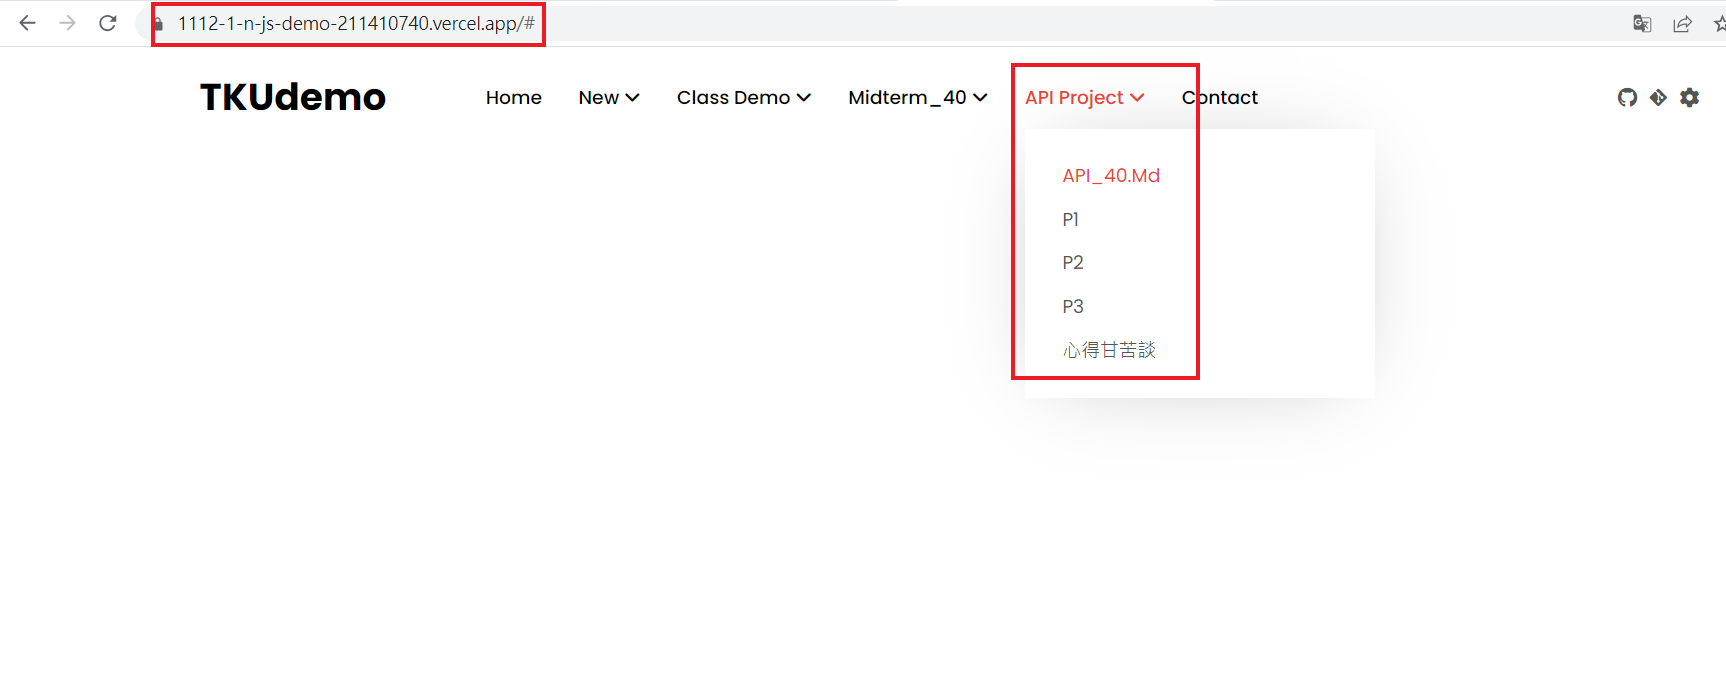 1112-1-n-js-demo-211410740.vercel.app/#
TKUdemo
Home New Class Demo Midterm_40 API Project Contact
API_40.Md
P1
P2
P3
心得甘苦談